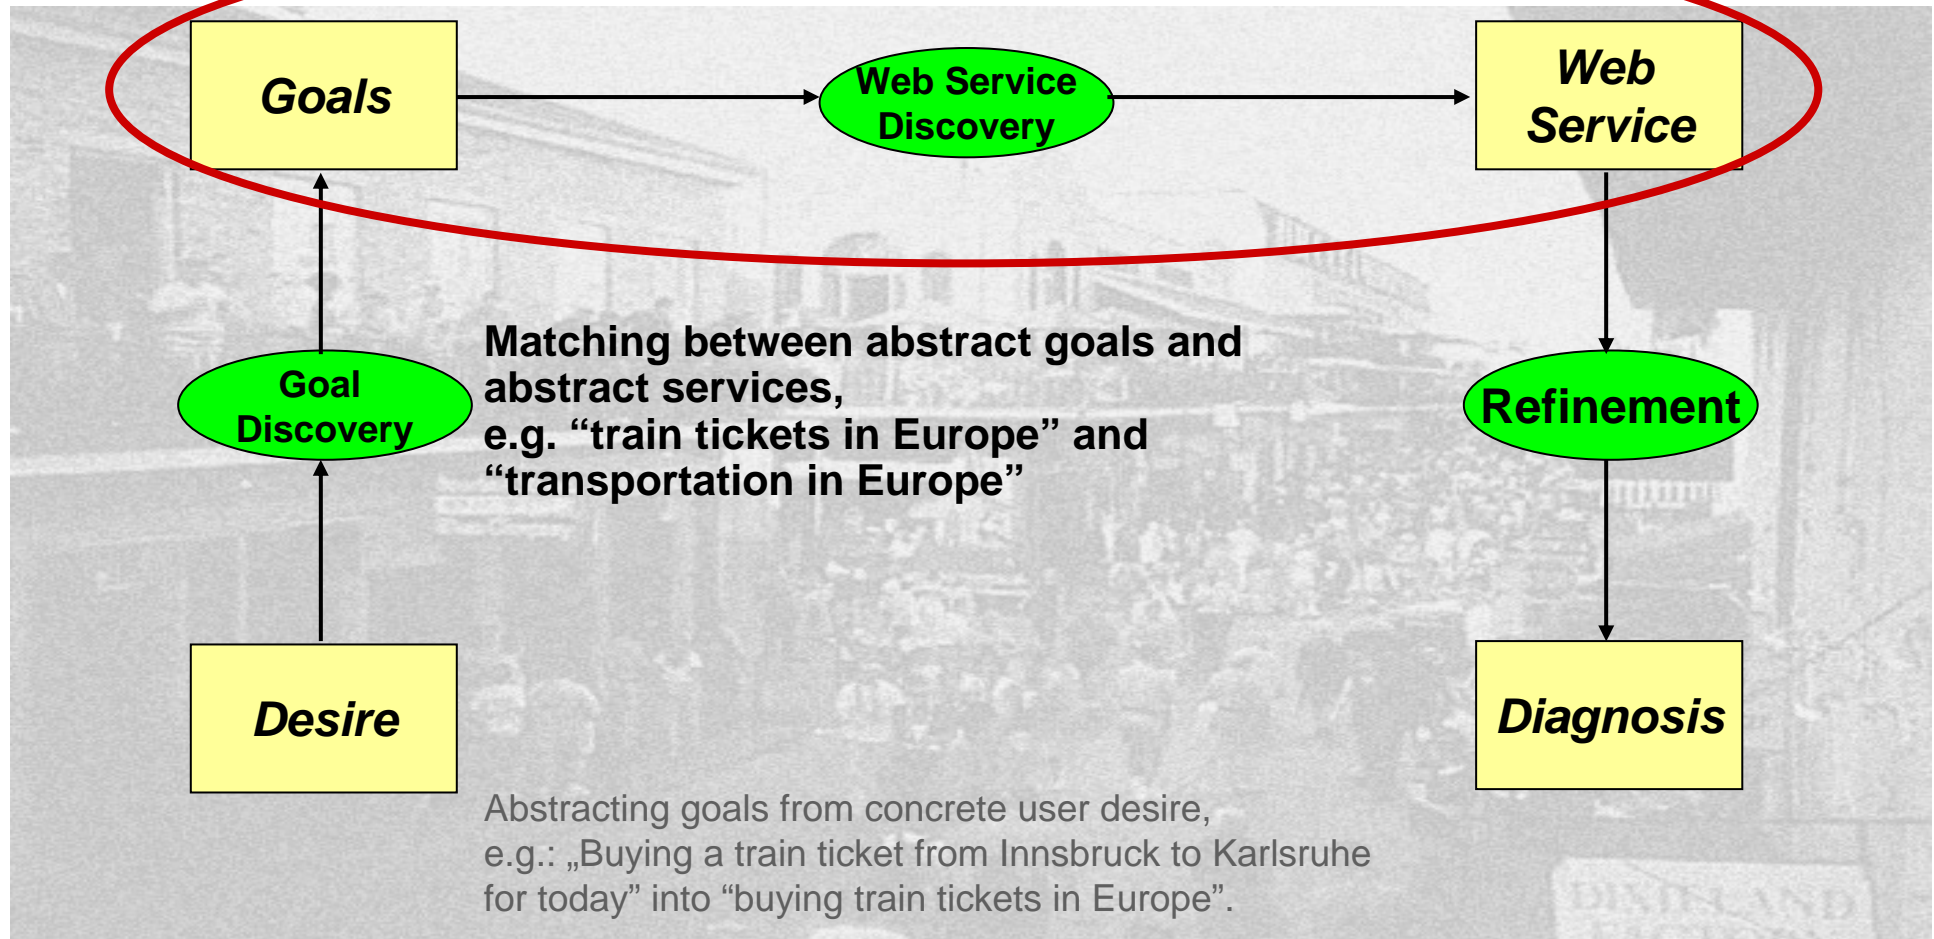 Goals
Web Service
Discovery
Web
Service
Goal
Discovery
Matching between abstract goals and
abstract services,
e.g. “train tickets in Europe” and
“transportation in Europe”
Refinement
Desire
Diagnosis
Abstracting goals from concrete user desire,
e.g.: „Buying a train ticket from Innsbruck to Karlsruhe
for today” into “buying train tickets in Europe”.
DIXIELAND